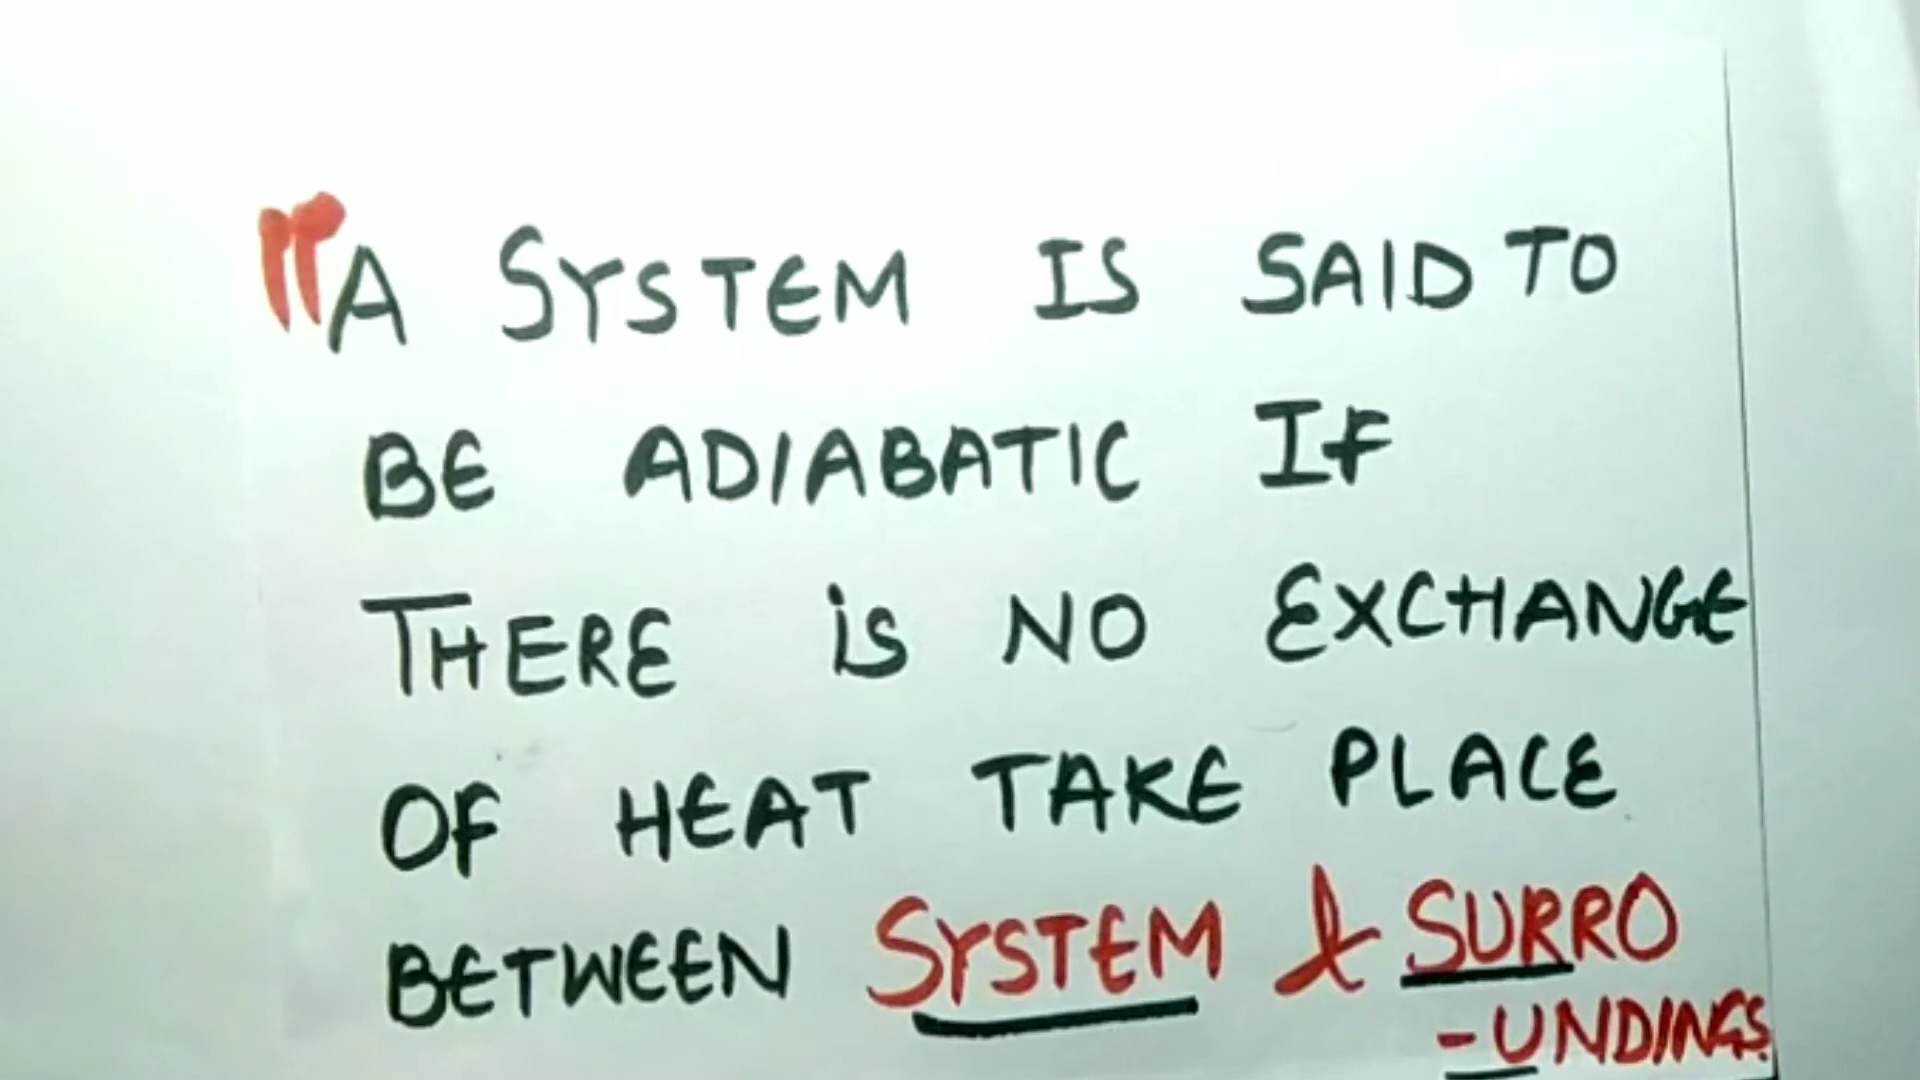 "A SYSTEM IS SAID TO
BE ADIABATIC IF
THERE is NO EXCHANGE
OF HEAT TAKE PLACE
BETWEEN SYSTEM & SURRO
-UNDINGS